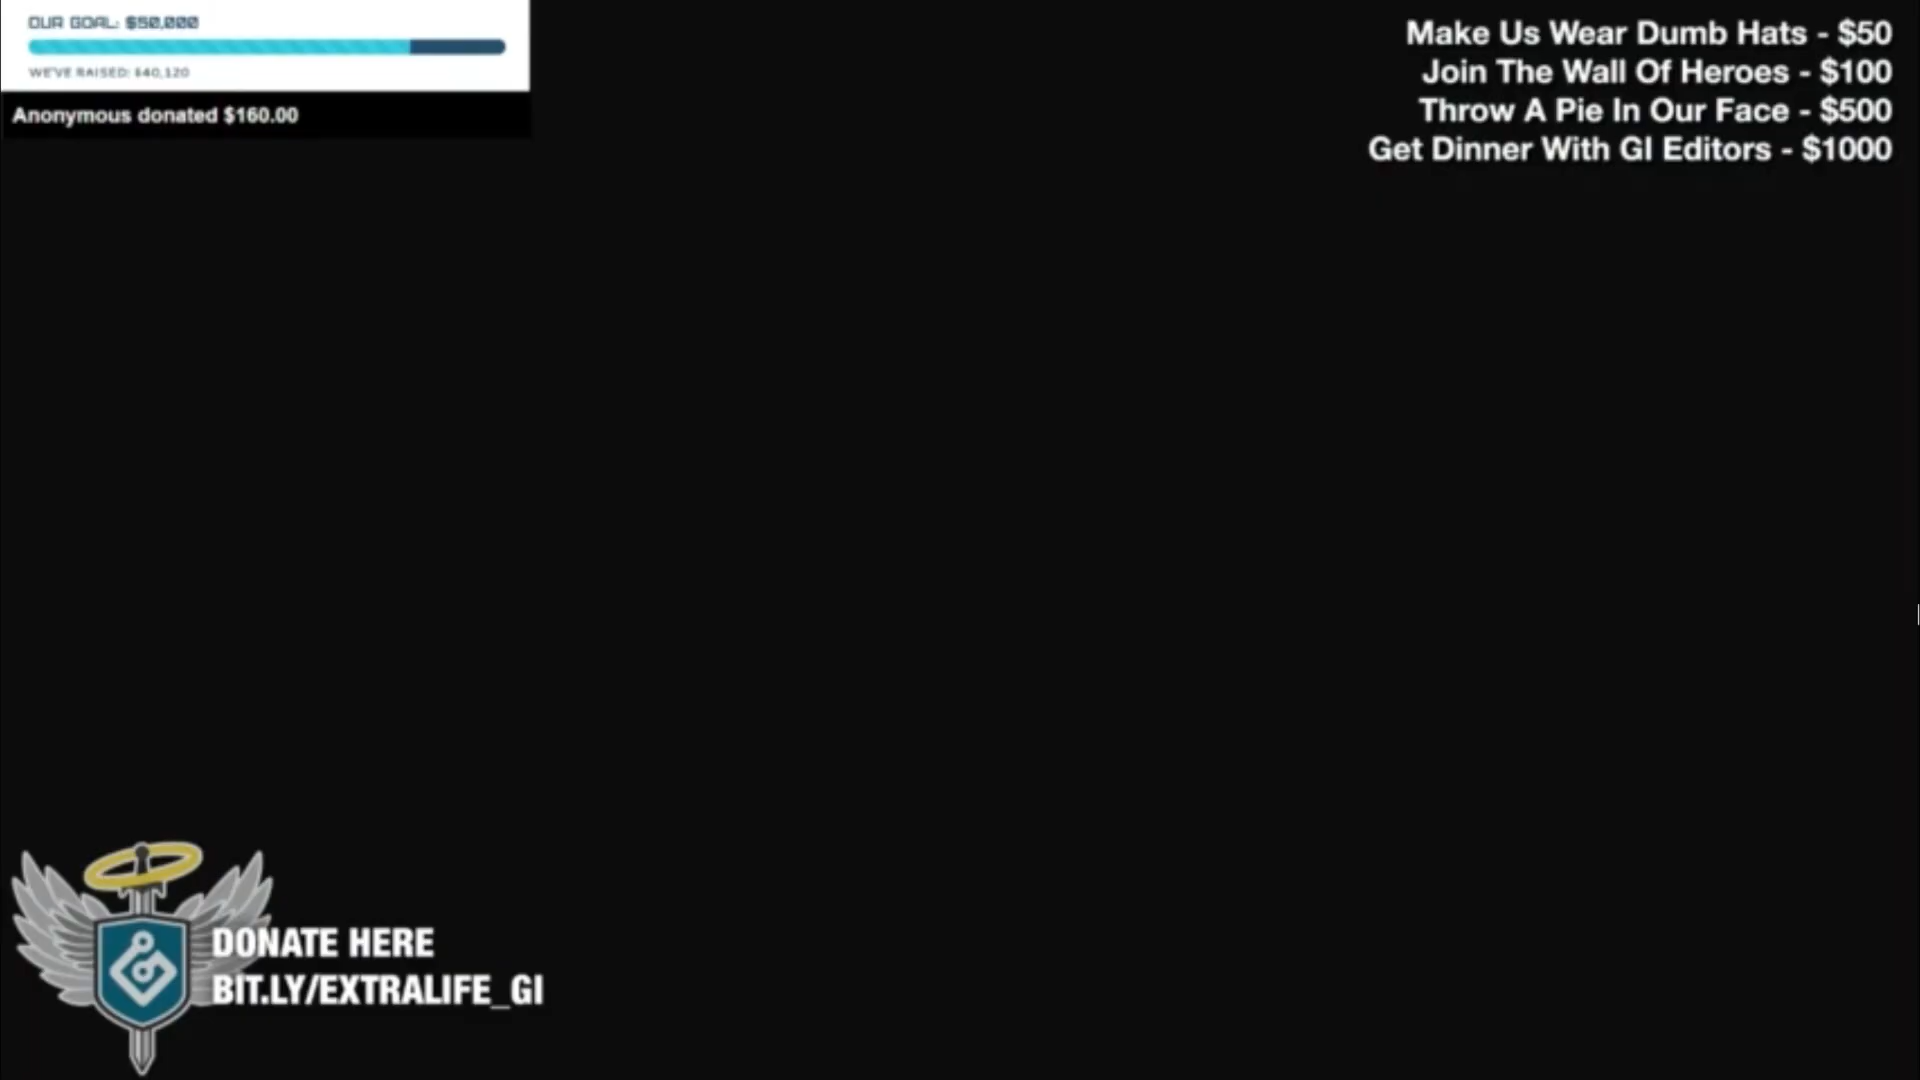 OUR GOAL: $50,000
WE'VE RAISED: $40,120
Anonymous donated $160.00
Make Us Wear Dumb Hats - $50
Join The Wall Of Heroes - $100
Throw A Pie In Our Face - $500
Get Dinner With GI Editors - $1000
DONATE HERE
BIT.LY/EXTRALIFE_GI